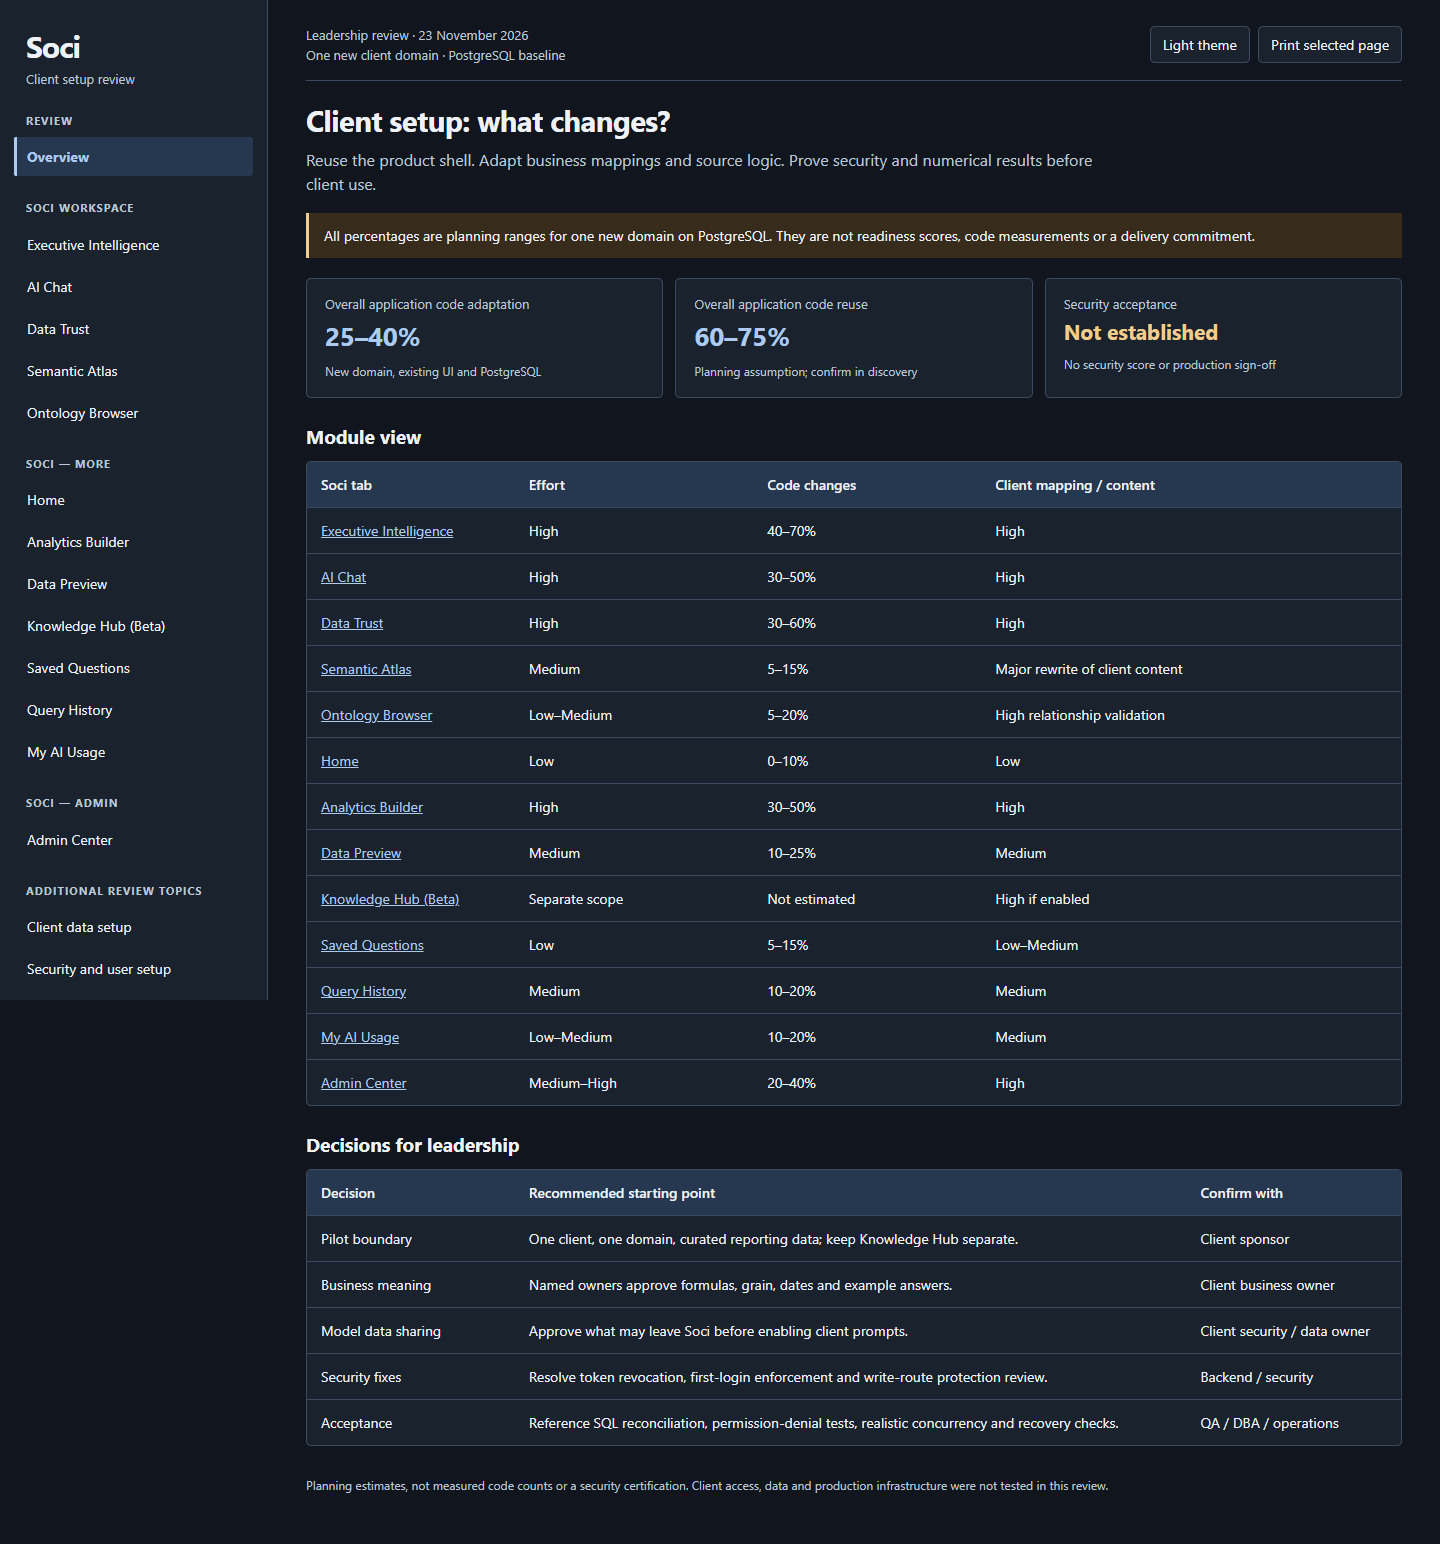 Soci
Client setup review
REVIEW
Overview
SOCI WORKSPACE
Executive Intelligence
AI Chat
Data Trust
Semantic Atlas
Ontology Browser
SOCI — MORE
Home
Analytics Builder
Data Preview
Knowledge Hub (Beta)
Saved Questions
Query History
My AI Usage
SOCI — ADMIN
Admin Center
ADDITIONAL REVIEW TOPICS
Client data setup
Security and user setup
Leadership review · 23 November 2026
One new client domain · PostgreSQL baseline
Light theme
Print selected page
Client setup: what changes?
Reuse the product shell. Adapt business mappings and source logic. Prove security and numerical results before
client use.
All percentages are planning ranges for one new domain on PostgreSQL. They are not readiness scores, code measurements or a delivery commitment.
Overall application code adaptation
25–40%
New domain, existing UI and PostgreSQL
Overall application code reuse
60–75%
Planning assumption; confirm in discovery
Security acceptance
Not established
No security score or production sign-off
Module view
Soci tab Effort Code changes Client mapping / content
Executive Intelligence High 40–70% High
AI Chat High 30–50% High
Data Trust High 30–60% High
Semantic Atlas Medium 5–15% Major rewrite of client content
Ontology Browser Low–Medium 5–20% High relationship validation
Home Low 0–10% Low
Analytics Builder High 30–50% High
Data Preview Medium 10–25% Medium
Knowledge Hub (Beta) Separate scope Not estimated High if enabled
Saved Questions Low 5–15% Low–Medium
Query History Medium 10–20% Medium
My AI Usage Low–Medium 10–20% Medium
Admin Center Medium–High 20–40% High
Decisions for leadership
Decision Recommended starting point Confirm with
Pilot boundary One client, one domain, curated reporting data; keep Knowledge Hub separate. Client sponsor
Business meaning Named owners approve formulas, grain, dates and example answers. Client business owner
Model data sharing Approve what may leave Soci before enabling client prompts. Client security / data owner
Security fixes Resolve token revocation, first-login enforcement and write-route protection review. Backend / security
Acceptance Reference SQL reconciliation, permission-denial tests, realistic concurrency and recovery checks. QA / DBA / operations
Planning estimates, not measured code counts or a security certification. Client access, data and production infrastructure were not tested in this review.